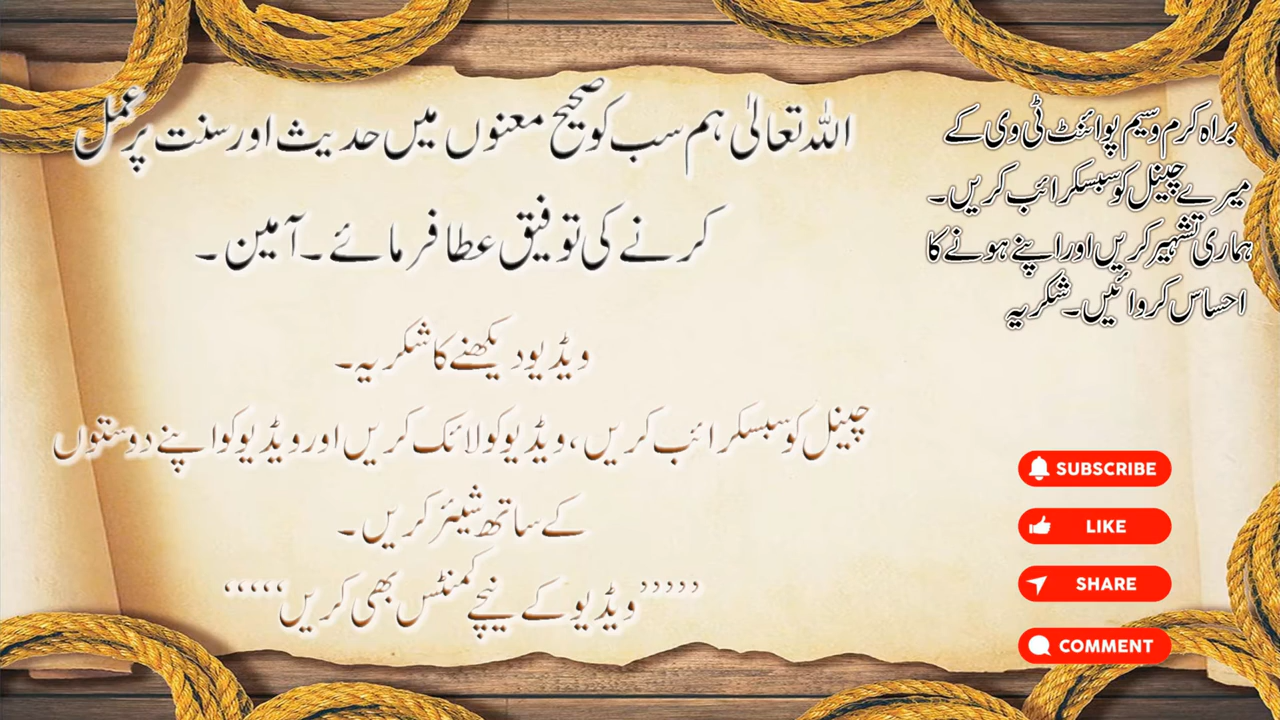 اللہ تعالیٰ ہم سب کو صحیح معنوں میں حدیث اور سنت پر عمل
کرنے کی توفیق عطا فرمائے۔ آمین۔
ویڈیو دیکھنے کا شکریہ۔
چینل کو سبسکرائب کریں، ویڈیو کو لائک کریں اور ویڈیو کو اپنے دوستوں
کے ساتھ شیئر کریں۔
’’’’’ویڈیو کے نیچے کمنٹس بھی کریں‘‘‘‘‘
براہ کرم وسیم پوائنٹ ٹی وی کے
میرے چینل کو سبسکرائب کریں۔
ہماری تشہیر کریں اور اپنے ہونے کا
احساس کروائیں۔ شکریہ
SUBSCRIBE
LIKE
SHARE
COMMENT